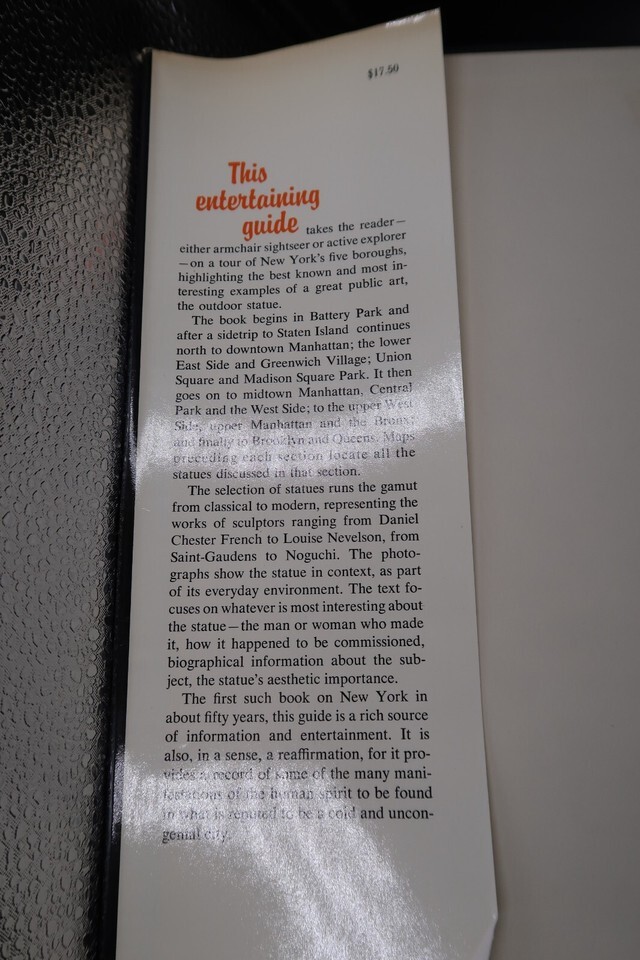 $17.50
This
entertaining
guide takes the reader—
either armchair sightseer or active explorer
—on a tour of New York's five boroughs,
highlighting the best known and most in-
teresting examples of a great public art,
the outdoor statue.
The book begins in Battery Park and
after a sidetrip to Staten Island continues
north to downtown Manhattan; the lower
East Side and Greenwich Village; Union
Square and Madison Square Park. It then
goes on to midtown Manhattan, Central
Park and the West Side; to the upper West
Side, upper Manhattan and the Bronx;
and finally to Brooklyn and Queens. Maps
preceding each section locate all the
statues discussed in that section.
The selection of statues runs the gamut
from classical to modern, representing the
works of sculptors ranging from Daniel
Chester French to Louise Nevelson, from
Saint-Gaudens to Noguchi. The photo-
graphs show the statue in context, as part
of its everyday environment. The text fo-
cuses on whatever is most interesting about
the statue—the man or woman who made
it, how it happened to be commissioned,
biographical information about the sub-
ject, the statue's aesthetic importance.
The first such book on New York in
about fifty years, this guide is a rich source
of information and entertainment. It is
also, in a sense, a reaffirmation, for it pro-
vides a record of some of the many mani-
festations of the human spirit to be found
in what is reputed to be a cold and uncon-
genial city.